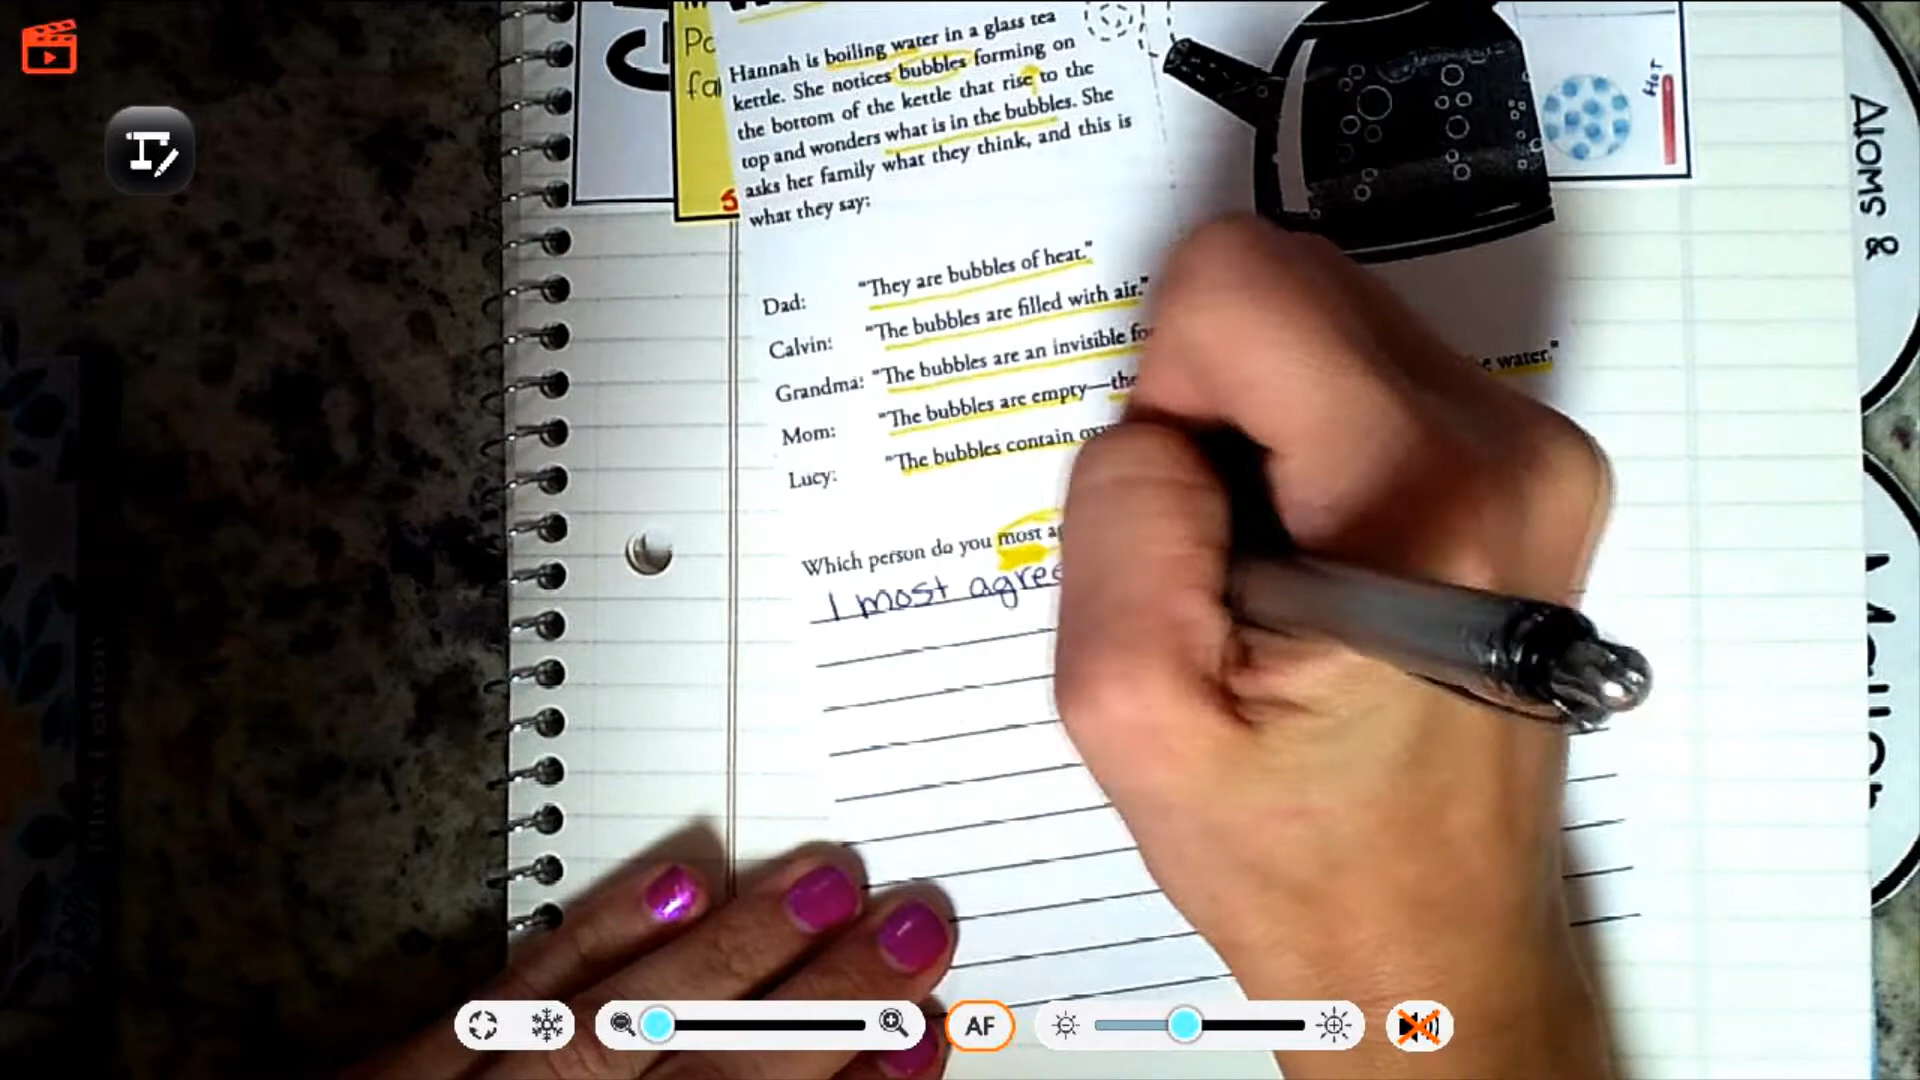 Hannah is boiling water in a glass tea
kettle. She notices bubbles forming on
the bottom of the kettle that rise to the
top and wonders what is in the bubbles. She
asks her family what they think, and this is
what they say:
Dad: "They are bubbles of heat."
Calvin: "The bubbles are filled with air."
Grandma: "The bubbles are an invisible water."
Mom: "The bubbles are empty—
Lucy: "The bubbles contain
Which person do you most
I most agree
HOT
Atoms &
Matter
5
AF